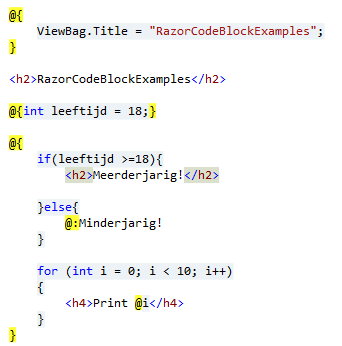 @{
    ViewBag.Title = "RazorCodeBlockExamples";
}
<h2>RazorCodeBlockExamples</h2>
@{int leeftijd = 18;}
@{
    if(leeftijd >=18){
        <h2>Meerderjarig!</h2>
    }else{
        @:Minderjarig!
    }
    for (int i = 0; i < 10; i++)
    {
        <h4>Print @i</h4>
    }
}